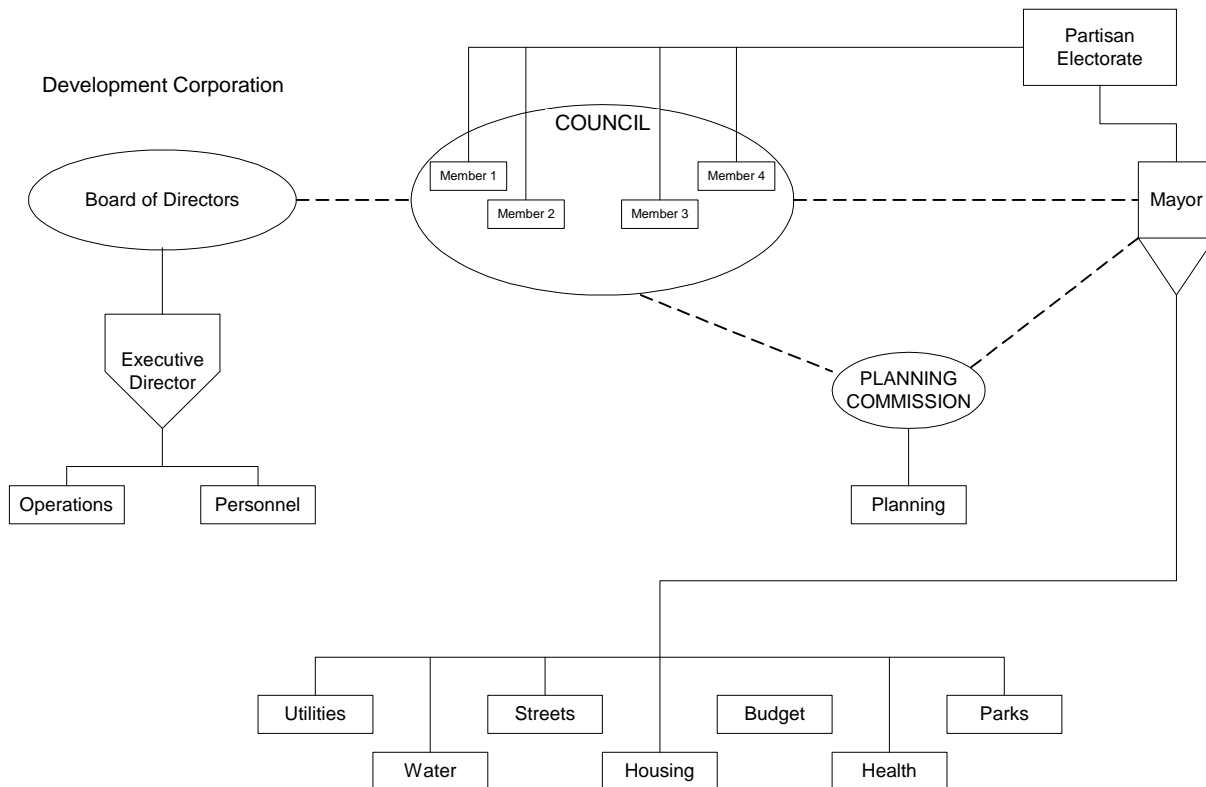 Partisan
Electorate
Development Corporation
COUNCIL
Member 1
Member 4
Board of Directors
Member 2
Member 3
Mayor
Executive
Director
PLANNING
COMMISSION
Operations
Personnel
Planning
Utilities
Streets
Budget
Parks
Water
Housing
Health